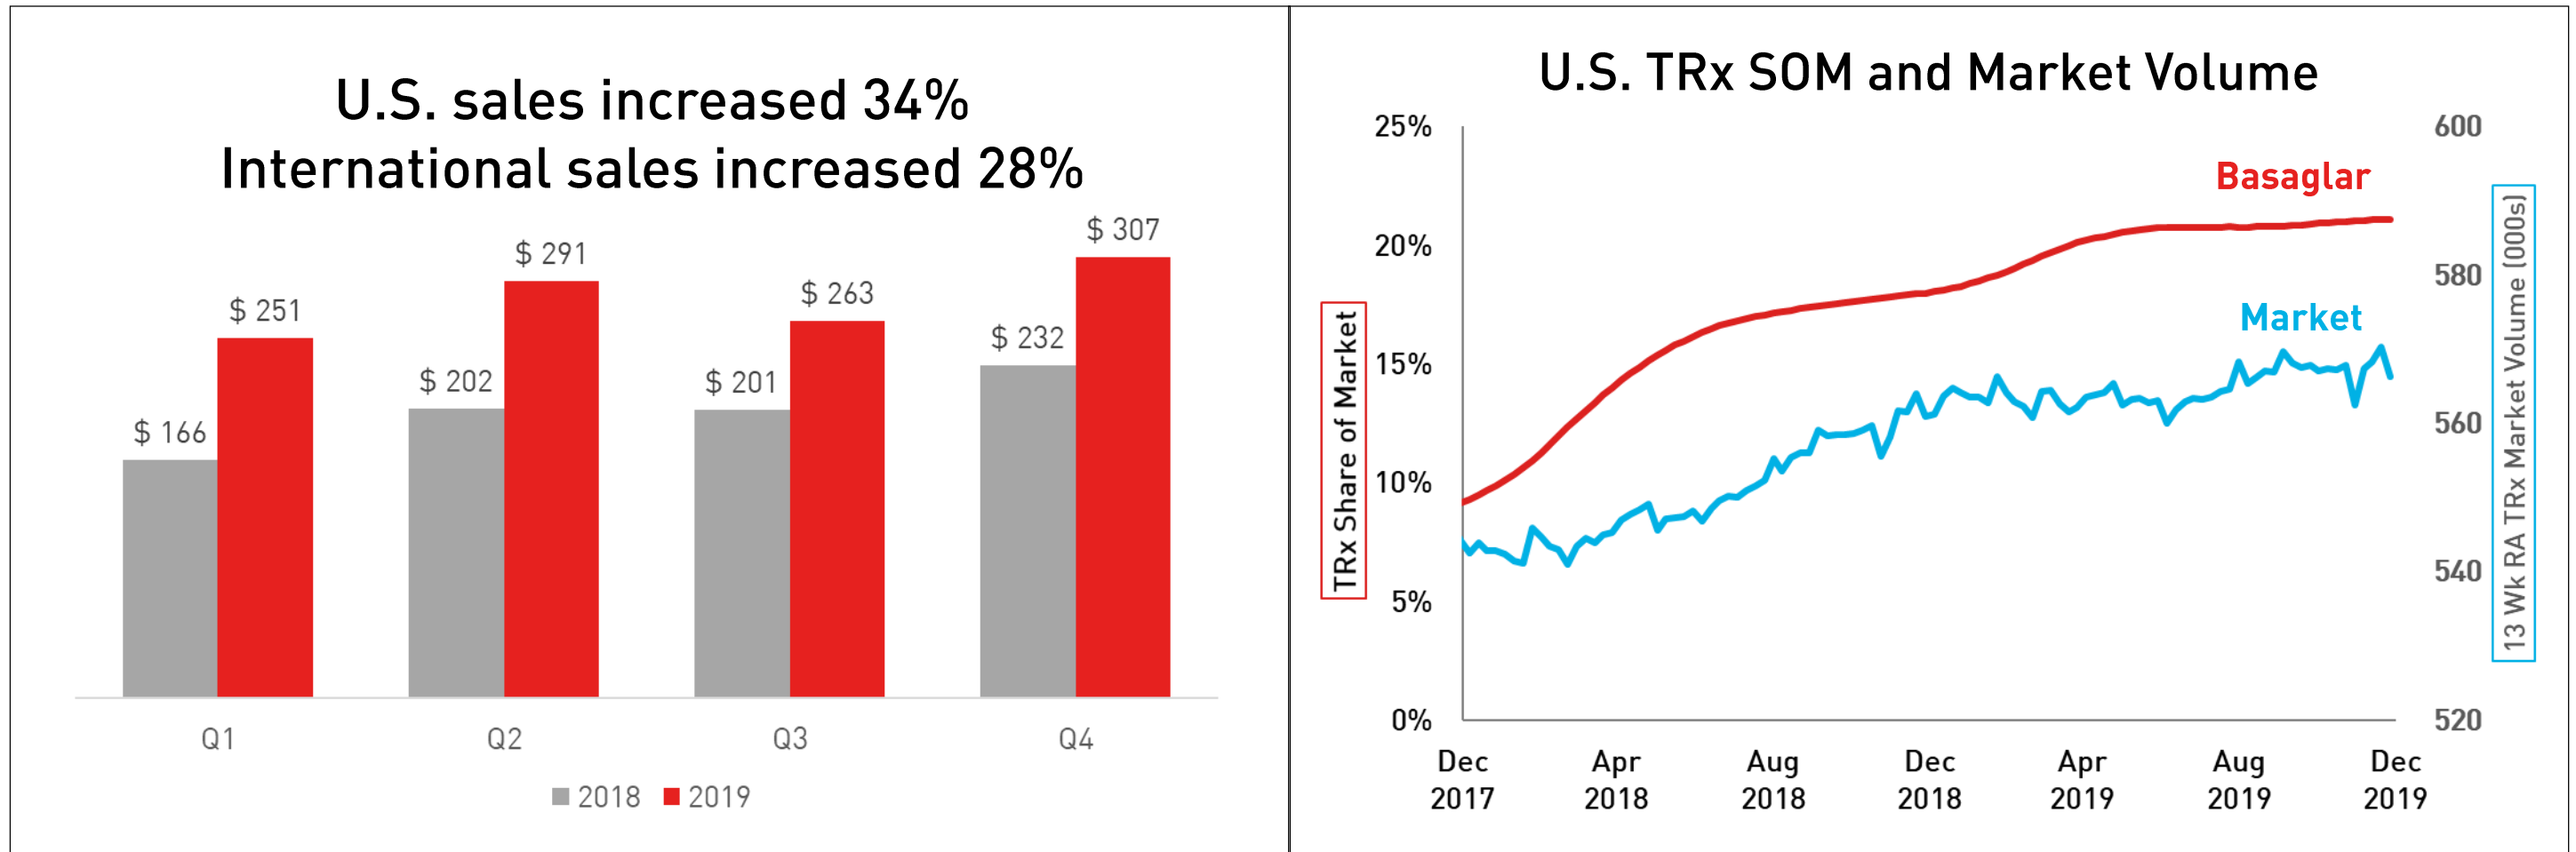 U.S. sales increased 34%
International sales increased 28%
$ 166
$ 251
$ 202
$ 291
$ 201
$ 263
$ 232
$ 307
Q1
Q2
Q3
Q4
2018
2019
U.S. TRx SOM and Market Volume
TRx Share of Market
25%
20%
15%
10%
5%
0%
Basaglar
Market
600
580
560
540
520
13 Wk RA TRx Market Volume (000s)
Dec
2017
Apr
2018
Aug
2018
Dec
2018
Apr
2019
Aug
2019
Dec
2019